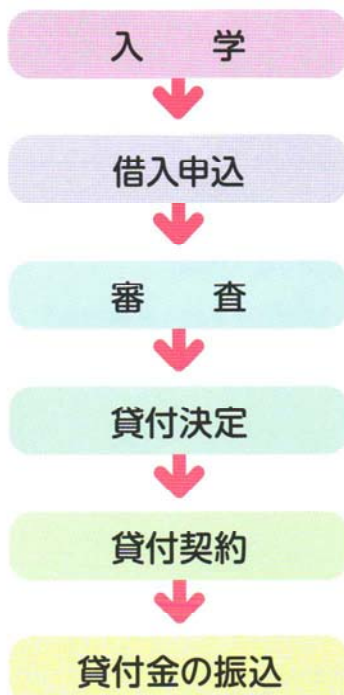 入　学
借入申込
審　査
貸付決定
貸付契約
貸付金の振込